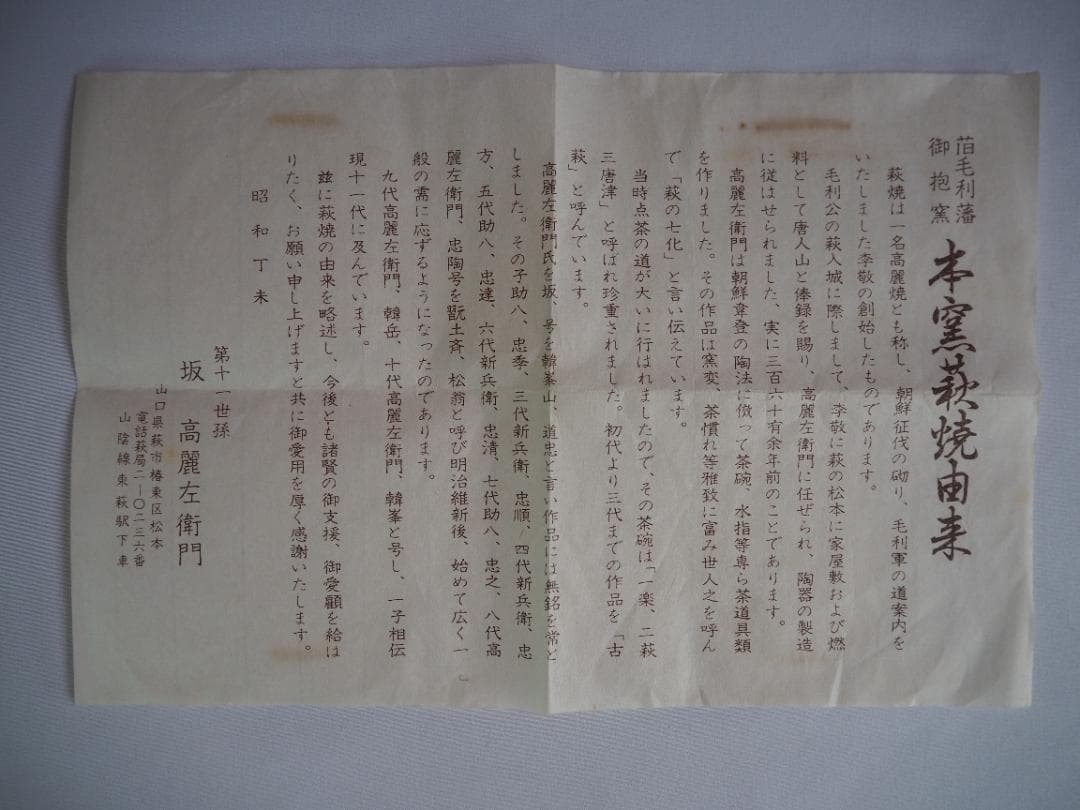 旧毛利藩
御抱窯
本窯萩焼由来
萩焼は一名高麗焼とも称し、朝鮮征伐の砌り、毛利軍の道案内を
いたしました李敬の創始したものであります。
毛利公の萩入城に際しまして、李敬に萩の松本に家屋敷および燃
料として唐人山と俸録を賜り、高麗左衛門に任ぜられ、陶器の製造
に従はせられました、実に三百六十有余年前のことであります。
高麗左衛門は朝鮮韋登の陶法に倣って茶碗、水指等専ら茶道具類
を作りました。その作品は窯変、茶慣れ等雅致に富み世人之を呼ん
で「萩の七化」と言い伝えています。
当時点茶の道が大いに行はれましたので、その茶碗は「一楽、二萩
三唐津」と呼ばれ珍重されました。初代より三代までの作品を「古
萩」と呼んでいます。
高麗左衛門氏を坂、号を韓峯山、道忠と言い作品には無銘を常と
しました。その子助八、忠季、三代新兵衛、忠順、四代新兵衛、忠
方、五代助八、忠達、六代新兵衛、忠清、七代助八、忠之、八代高
麗左衛門、忠陶号を翫土斉、松翁と呼び明治維新後、始めて広く一
般の需に応ずるようになったのであります。
九代高麗左衛門、韓岳、十代高麗左衛門、韓峯と号し、一子相伝
現十一代に及んでいます。
茲に萩焼の由来を略述し、今後とも諸賢の御支援、御愛顧を給は
りたく、お願い申し上げますと共に御愛用を厚く感謝いたします。
昭和丁未
第十一世孫
坂高麗左衛門
山口県萩市椿東区松本
電話萩局二―〇二三六番
山陰線東萩駅下車